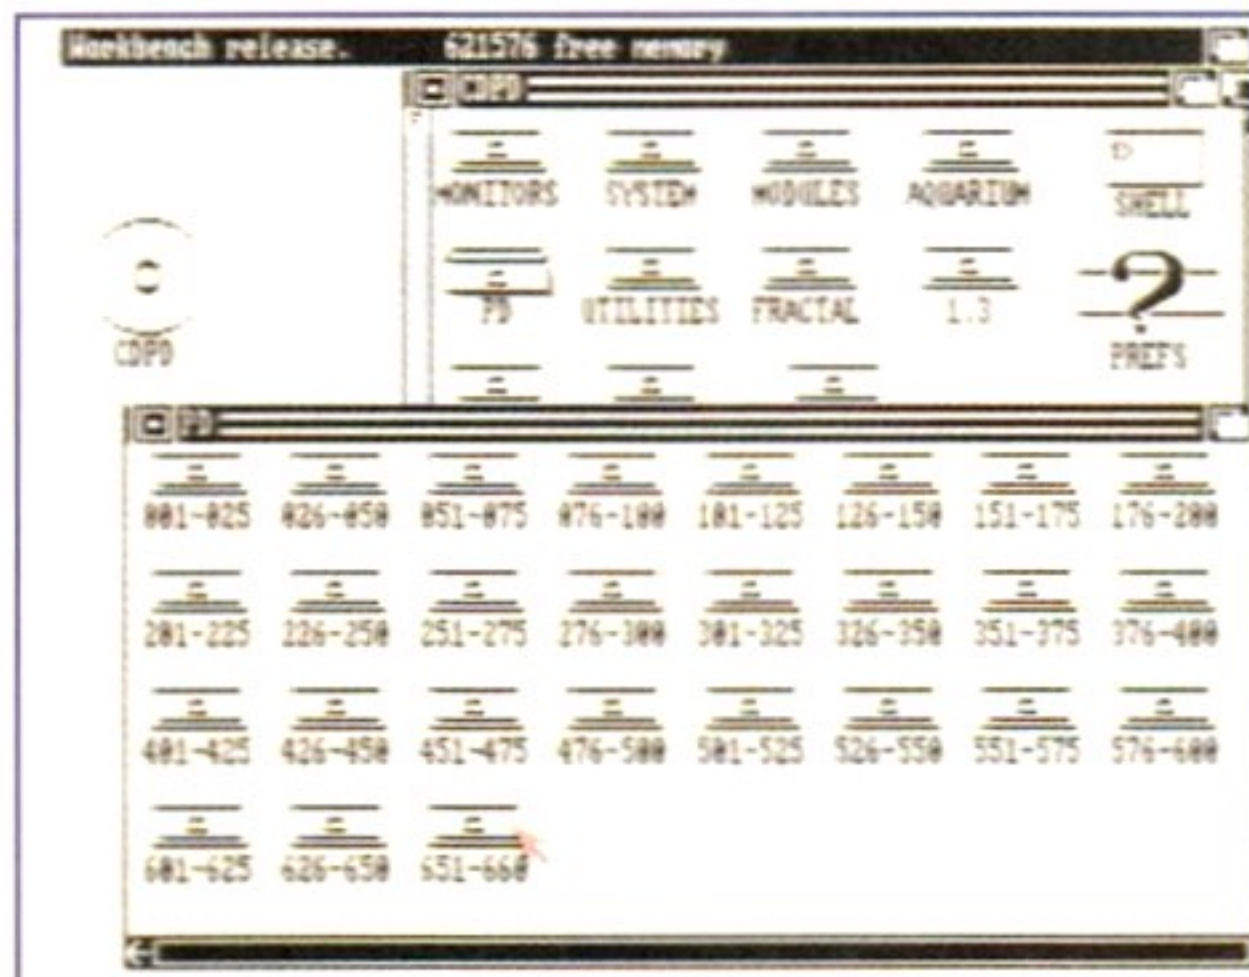 Workbench release. 621576 free memory
CDPD
MONITORS SYSTEM MODULES AQUARIUM SHELL
PD UTILITIES FRACTAL 1.3 PREFS
CDPD
PD
001-025 026-050 051-075 076-100 101-125 126-150 151-175 176-200
201-225 226-250 251-275 276-300 301-325 326-350 351-375 376-400
401-425 426-450 451-475 476-500 501-525 526-550 551-575 576-600
601-625 626-650 651-660